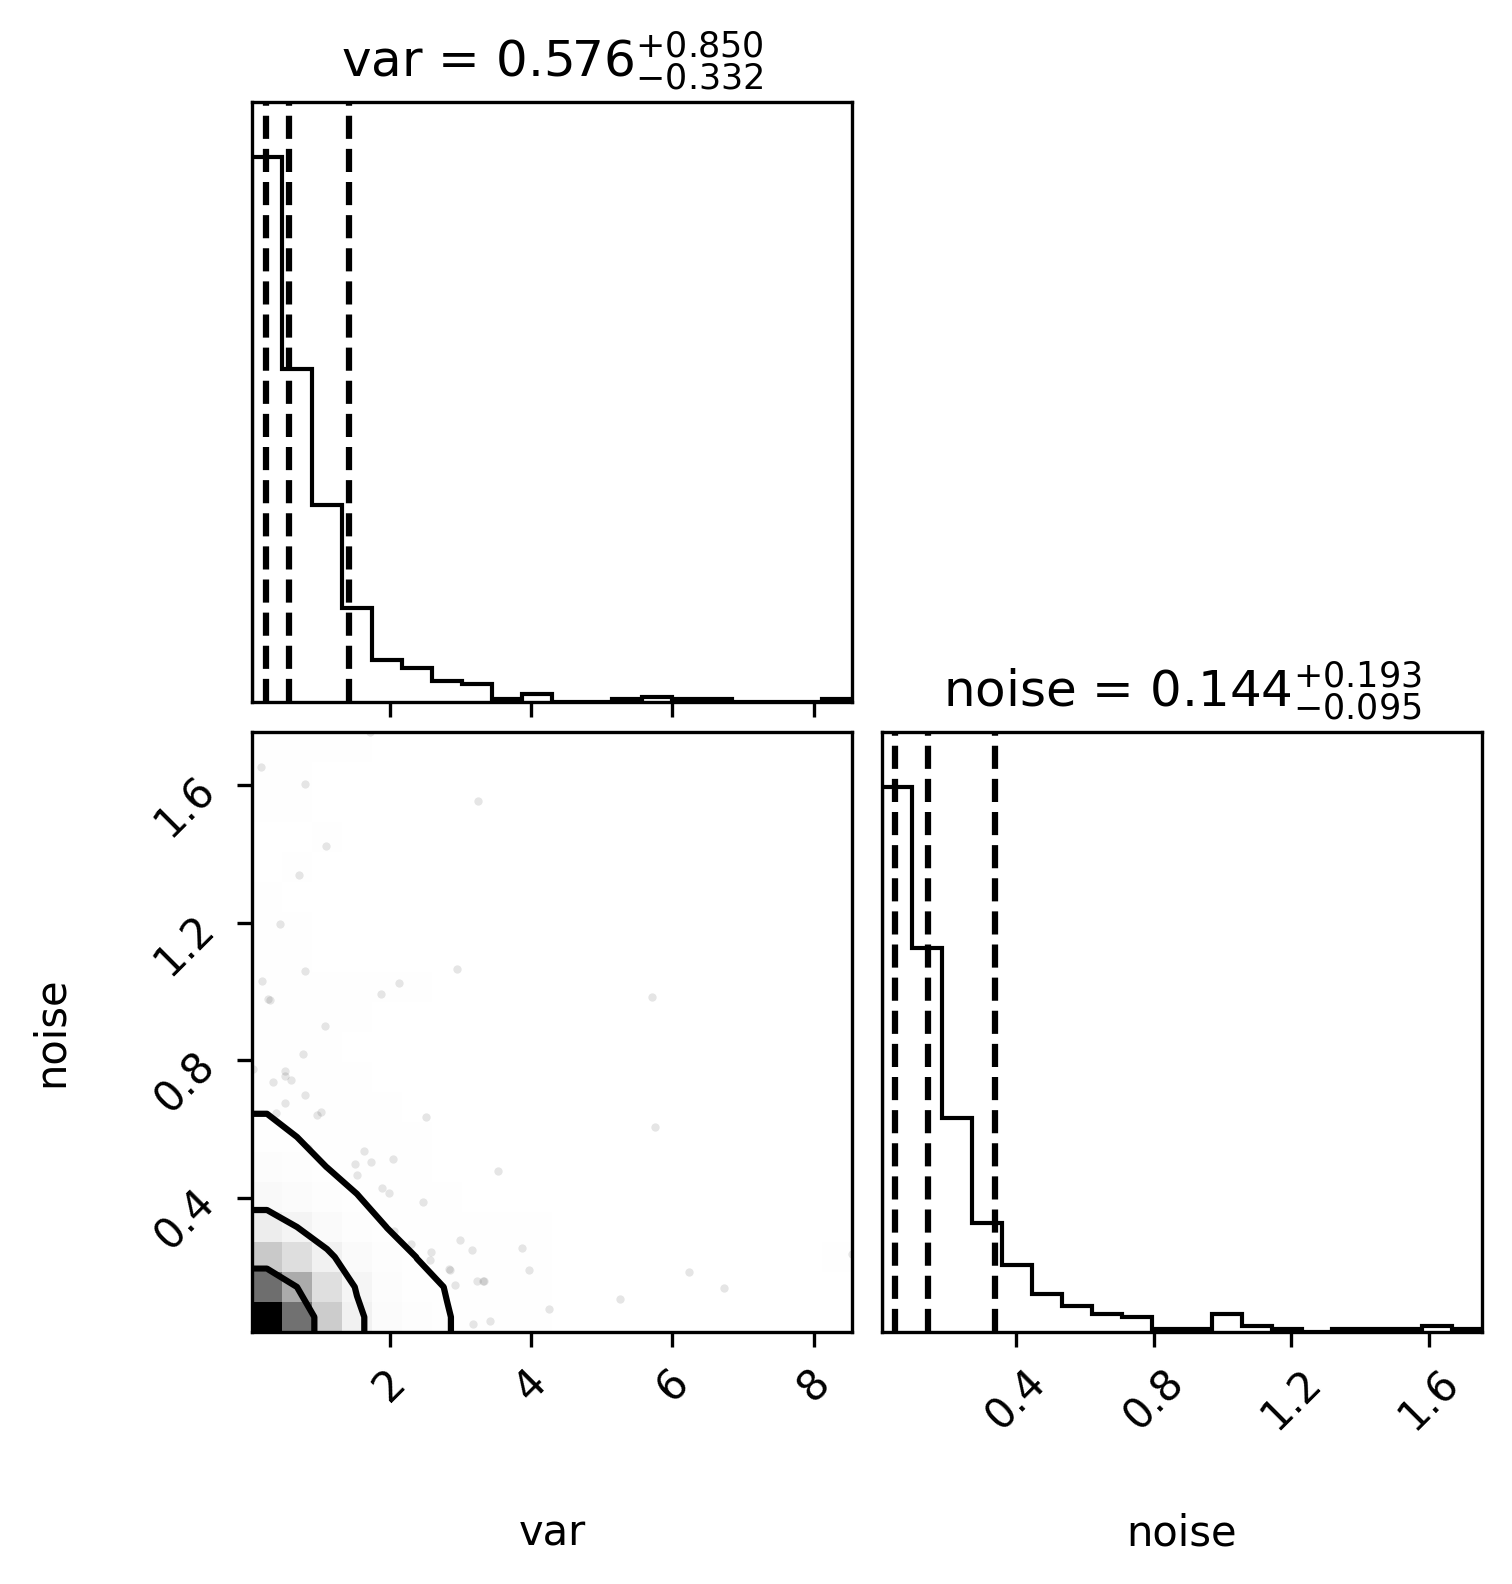 var = 0.576+0.850−0.332
noise = 0.144+0.193−0.095
1.6
1.2
0.8
0.4
noise
2 4 6 8
0.4 0.8 1.2 1.6
var
noise